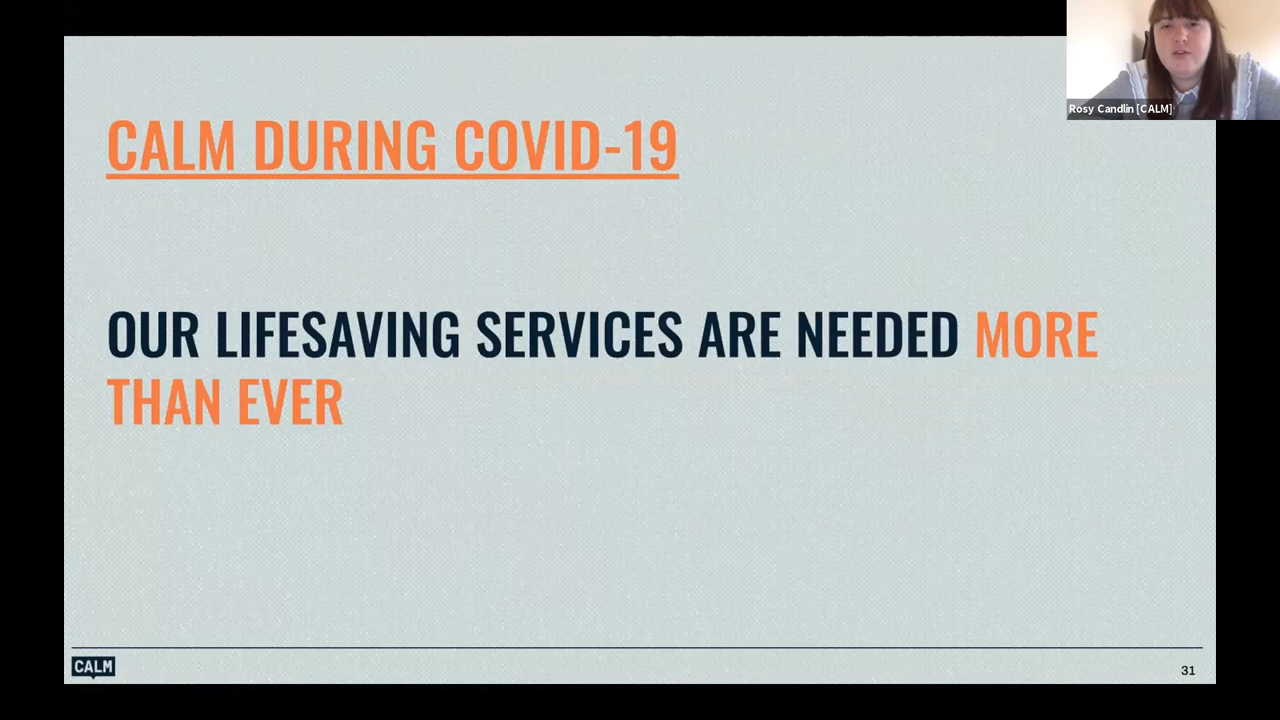 Rosy Candlin [CALM]
CALM DURING COVID-19
OUR LIFESAVING SERVICES ARE NEEDED MORE
THAN EVER
CALM
31